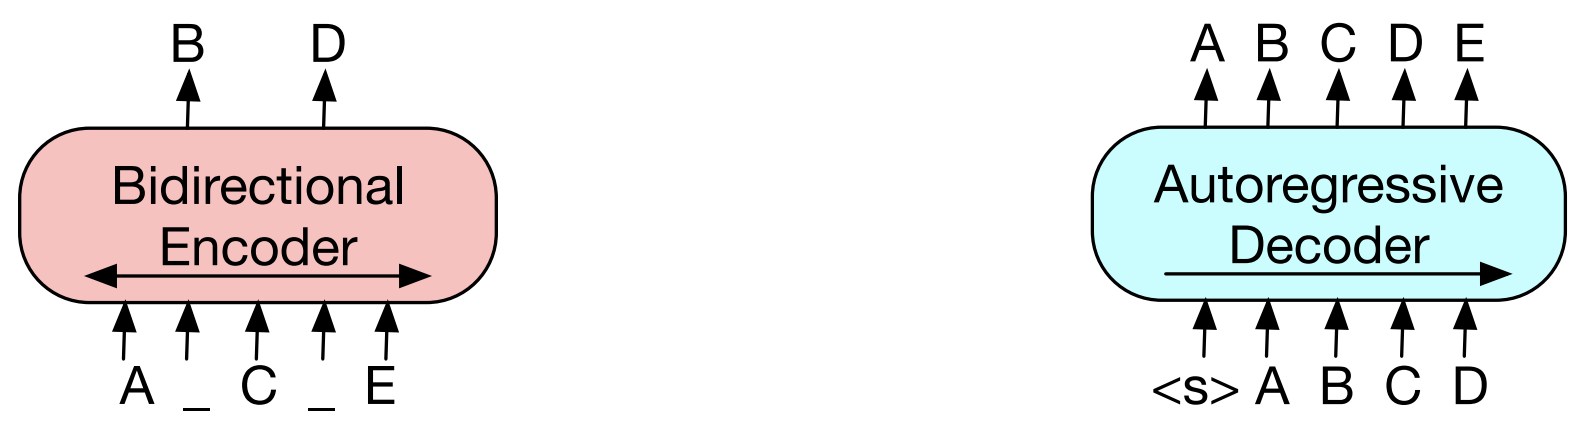 B D
Bidirectional
Encoder
A _ C _ E
A B C D E
Autoregressive
Decoder
<s> A B C D